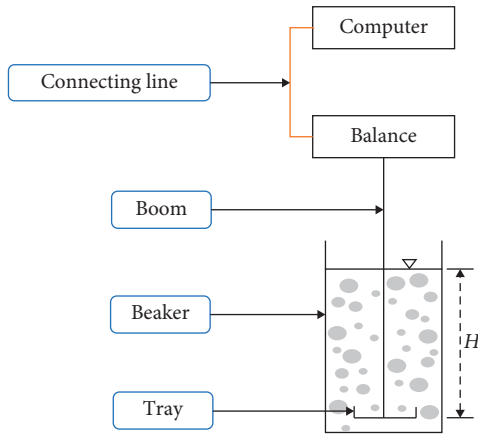 Computer
Connecting line
Balance
Boom
Beaker
H
Tray